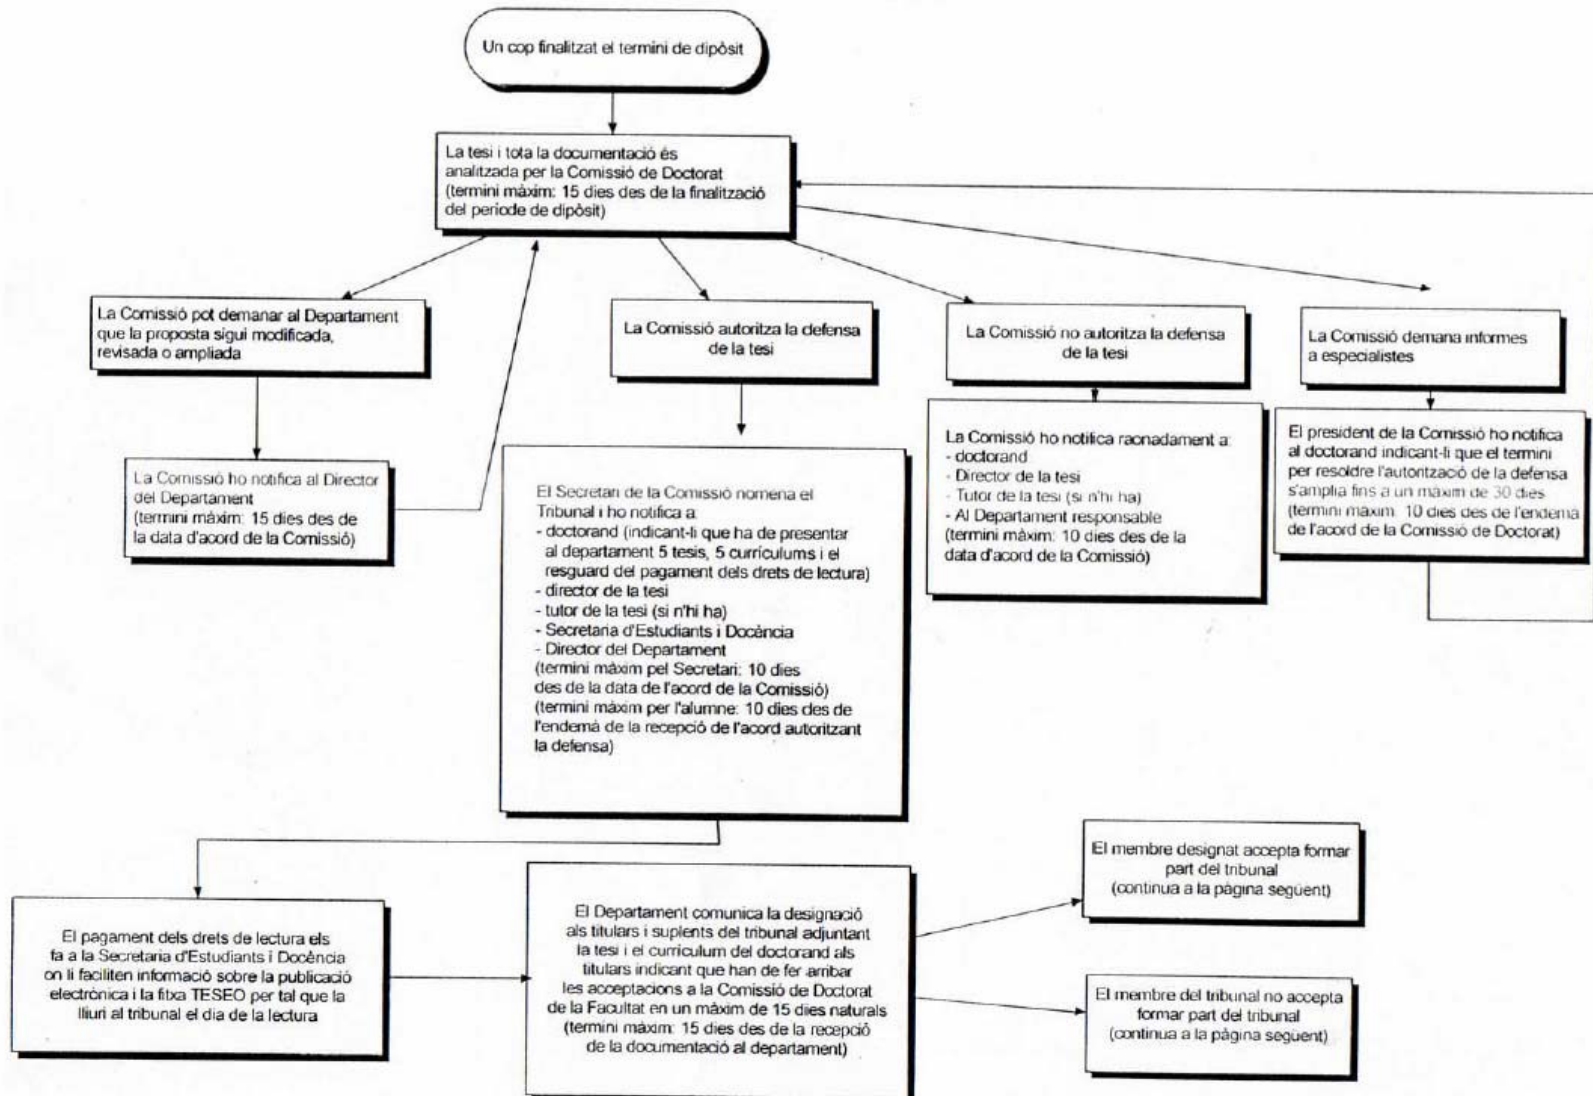 Un cop finalitzat el termini de dipòsit
La tesi i tota la documentació és
analitzada per la Comissió de Doctorat
(termini màxim: 15 dies des de la finalització
del període de dipòsit)
La Comissió pot demanar al Departament
que la proposta sigui modificada,
revisada o ampliada
La Comissió autoritza la defensa
de la tesi
La Comissió no autoritza la defensa
de la tesi
La Comissió demana informes
a especialistes
La Comissió ho notifica al Director
del Departament
(termini màxim: 15 dies des de
la data d'acord de la Comissió)
El Secretari de la Comissió nomena el
Tribunal i ho notifica a:
- doctorand (indicant-li que ha de presentar
al departament 5 tesis, 5 currículums i el
resguard del pagament dels drets de lectura)
- director de la tesi
- tutor de la tesi (si n'hi ha)
- Secretaria d'Estudiants i Docència
- Director del Departament
(termini màxim pel Secretari: 10 dies
des de la data de l'acord de la Comissió)
(termini màxim per l'alumne: 10 dies des de
l'endemà de la recepció de l'acord autoritzant
la defensa)
La Comissió ho notifica raonadament a:
- doctorand
- Director de la tesi
- Tutor de la tesi (si n'hi ha)
- Al Departament responsable
(termini màxim: 10 dies des de la
data d'acord de la Comissió)
El president de la Comissió ho notifica
al doctorand indicant-li que el termini
per resoldre l'autorització de la defensa
s'amplia fins a un màxim de 30 dies
(termini màxim: 10 dies des de l'endemà
de l'acord de la Comissió de Doctorat)
El pagament dels drets de lectura els
fa a la Secretaria d'Estudiants i Docència
on li faciliten informació sobre la publicació
electrònica i la fitxa TESEO per tal que la
lliuri al tribunal el dia de la lectura
El Departament comunica la designació
als titulars i suplents del tribunal adjuntant
la tesi i el currículum del doctorand als
titulars indicant que han de fer arribar
les acceptacions a la Comissió de Doctorat
de la Facultat en un màxim de 15 dies naturals
(termini màxim: 15 dies des de la recepció
de la documentació al departament)
El membre designat accepta formar
part del tribunal
(continua a la pàgina següent)
El membre del tribunal no accepta
formar part del tribunal
(continua a la pàgina següent)